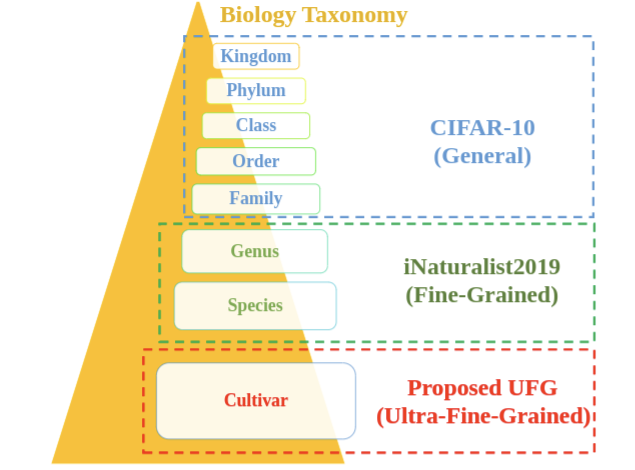 Biology Taxonomy
Kingdom
Phylum
Class
Order
Family
CIFAR-10
(General)
Genus
Species
iNaturalist2019
(Fine-Grained)
Cultivar
Proposed UFG
(Ultra-Fine-Grained)